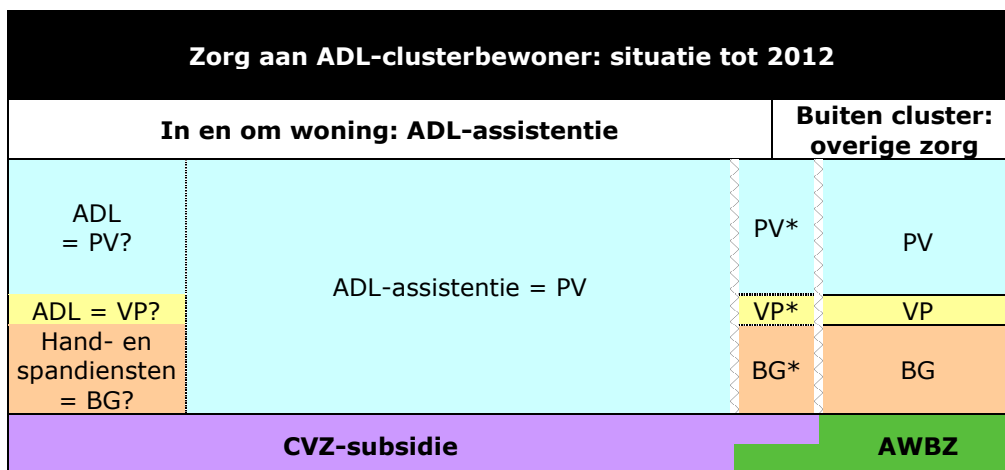 Zorg aan ADL-clusterbewoner: situatie tot 2012
In en om woning: ADL-assistentie
Buiten cluster:
overige zorg
ADL
= PV?
ADL-assistentie = PV
PV*
PV
ADL = VP?
VP*
VP
Hand- en
spandiensten
= BG?
BG*
BG
CVZ-subsidie
AWBZ